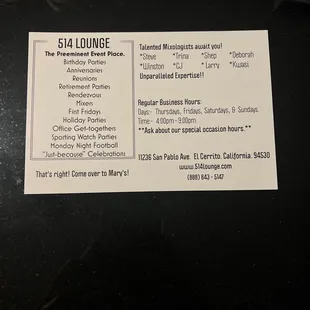 514 LOUNGE
The Preeminent Event Place.
Birthday Parties
Anniversaries
Reunions
Retirement Parties
Rendezvous
Mixers
First Fridays
Holiday Parties
Office Get-togethers
Sporting Watch Parties
Monday Night Football
"Just-because" Celebrations
That's right! Come over to Mary's!
Talented Mixologists await you!
*Steve *Trina *Shep *Deborah
*Winston *CJ *Larry *Kwasi
Unparalleled Expertise!!
Regular Business Hours:
Days:- Thursdays, Fridays, Saturdays, & Sundays.
Time:- 4:00pm -9:00pm
**Ask about our special occasion hours.**
11236 San Pablo Ave. El Cerrito. California. 94530
514lounge.com
(888) 843 - 5147